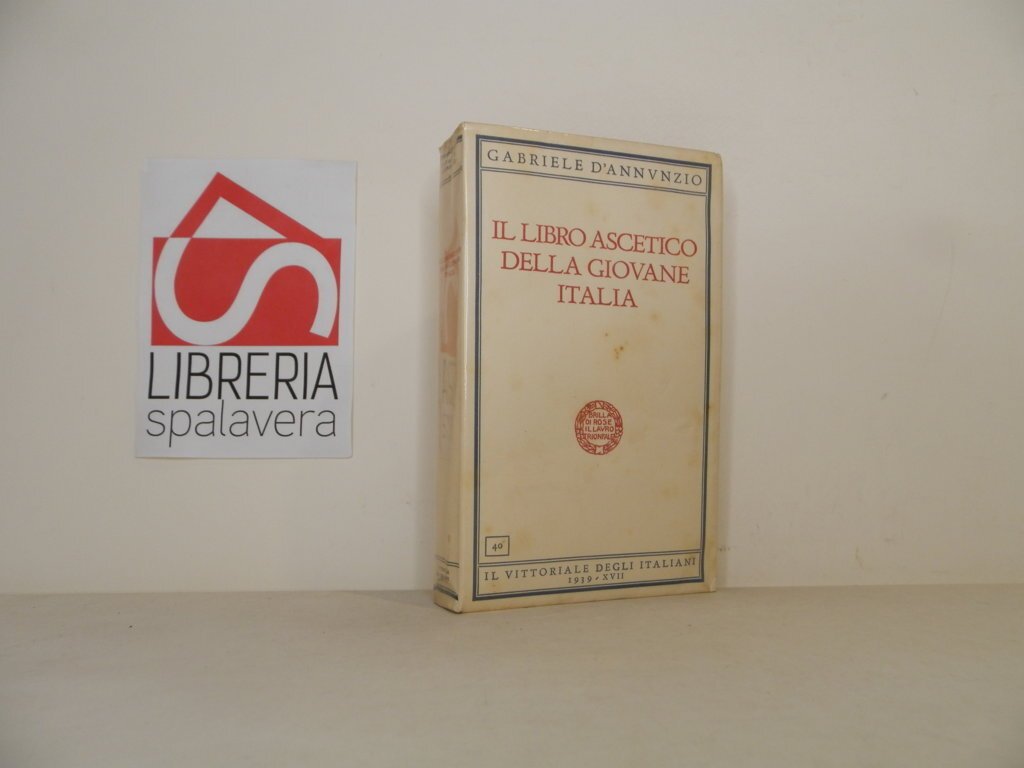 LIBRERIA
spalavera
GABRIELE D'ANNVNZIO
IL LIBRO ASCETICO
DELLA GIOVANE
ITALIA
BRILLA
DI ROSE
IL LAVRO
TRIONFALE
40
IL VITTORIALE DEGLI ITALIANI
1939-XVII